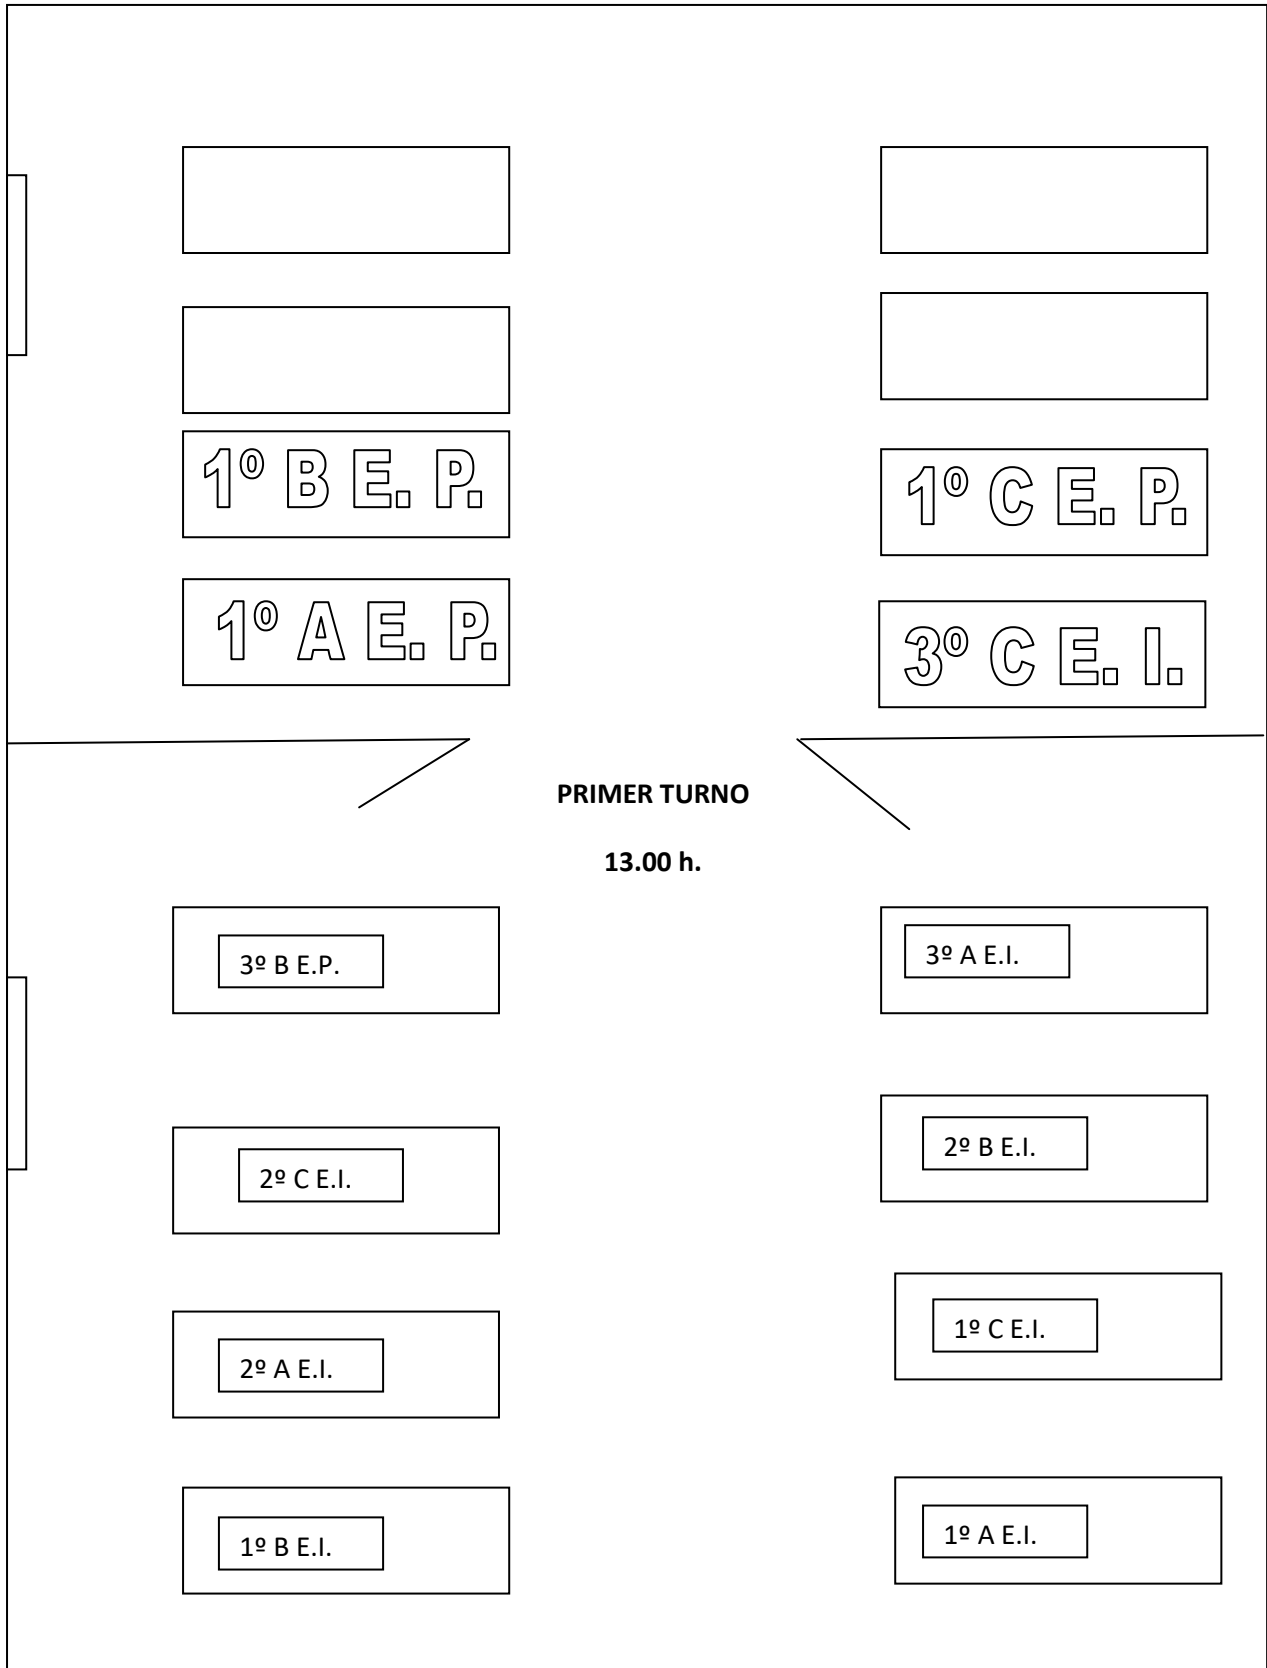 1º B E. P.
1º C E. P.
1º A E. P.
3º C E. I.
PRIMER TURNO
13.00 h.
3º B E.P.
3º A E.I.
2º C E.I.
2º B E.I.
2º A E.I.
1º C E.I.
1º B E.I.
1º A E.I.